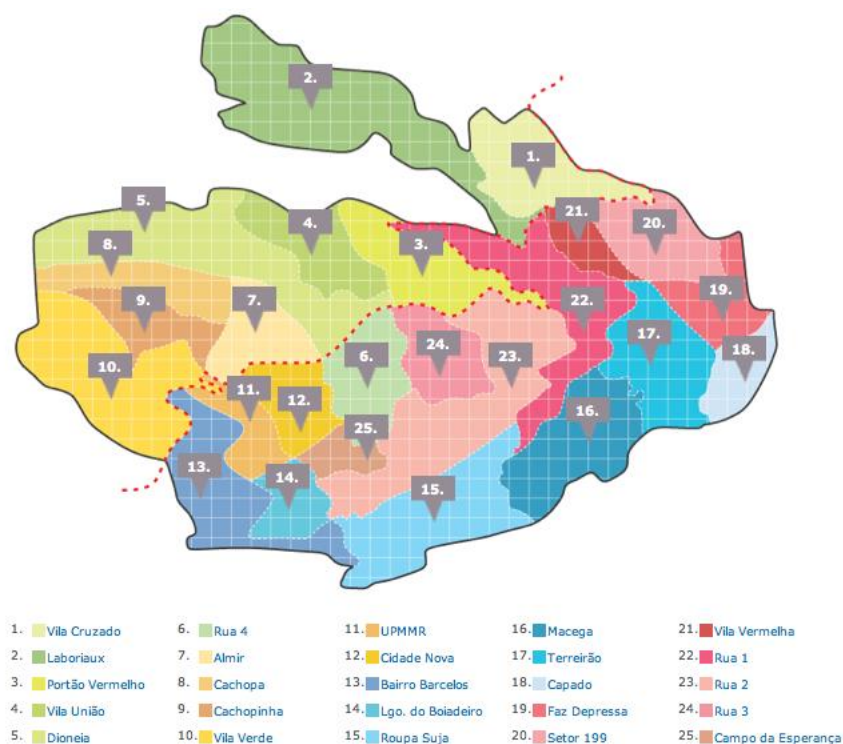 2.
1.
5.
4.
21.
20.
8.
3.
9.
7.
22.
19.
17.
10.
6.
24.
23.
18.
11.
12.
16.
25.
13.
14.
15.
1. Vila Cruzado
2. Laboriaux
3. Portão Vermelho
4. Vila União
5. Dioneia
6. Rua 4
7. Almir
8. Cachopa
9. Cachopinha
10. Vila Verde
11. UPMMR
12. Cidade Nova
13. Bairro Barcelos
14. Lgo. do Boiadeiro
15. Roupa Suja
16. Macega
17. Terreirão
18. Capado
19. Faz Depressa
20. Setor 199
21. Vila Vermelha
22. Rua 1
23. Rua 2
24. Rua 3
25. Campo da Esperança